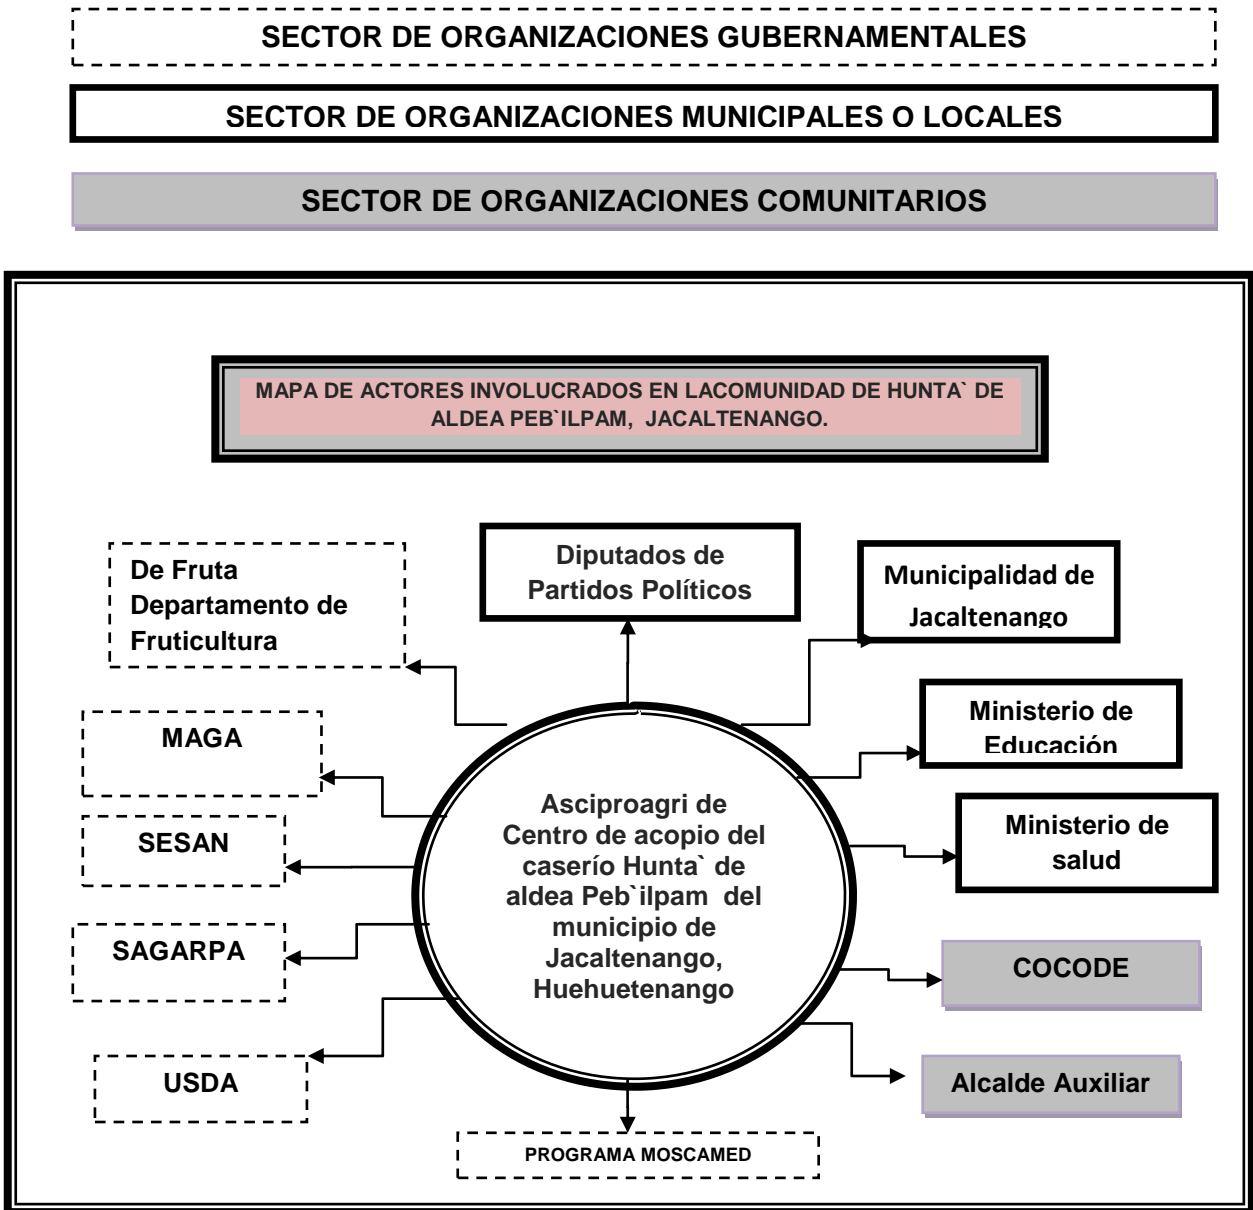 SECTOR DE ORGANIZACIONES GUBERNAMENTALES
SECTOR DE ORGANIZACIONES MUNICIPALES O LOCALES
SECTOR DE ORGANIZACIONES COMUNITARIOS
MAPA DE ACTORES INVOLUCRADOS EN LACOMUNIDAD DE HUNTA` DE
ALDEA PEB`ILPAM, JACALTENANGO.
De Fruta
Departamento de
Fruticultura
Diputados de
Partidos Políticos
Municipalidad de
Jacaltenango
MAGA
Ministerio de
Educación
SESAN
Ministerio de
salud
Asciproagri de
Centro de acopio del
caserío Hunta` de
aldea Peb`ilpam del
municipio de
Jacaltenango,
Huehuetenango
SAGARPA
COCODE
USDA
Alcalde Auxiliar
PROGRAMA MOSCAMED